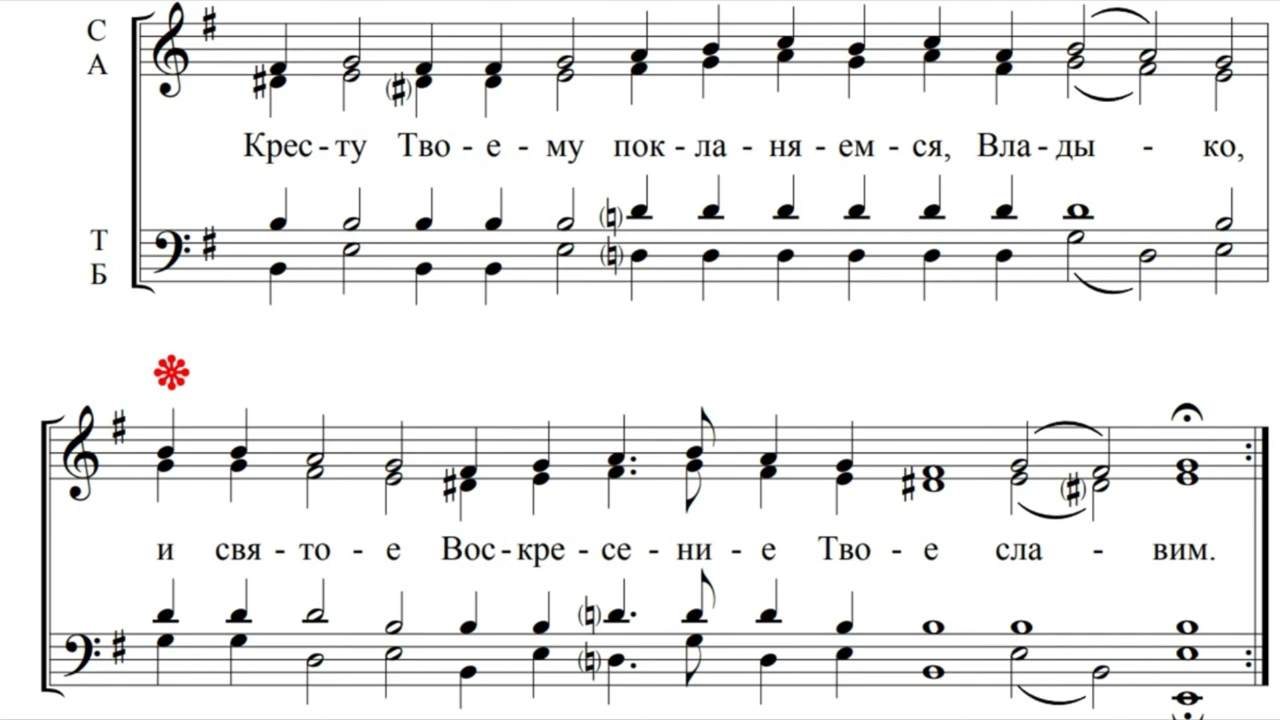 С
А
Крес - ту Тво - е - му пок - ла - ня - ем - ся, Вла - ды - ко,
Т
Б
и свя - то - е Вос - кре - се - ни - е Тво - е сла - вим.